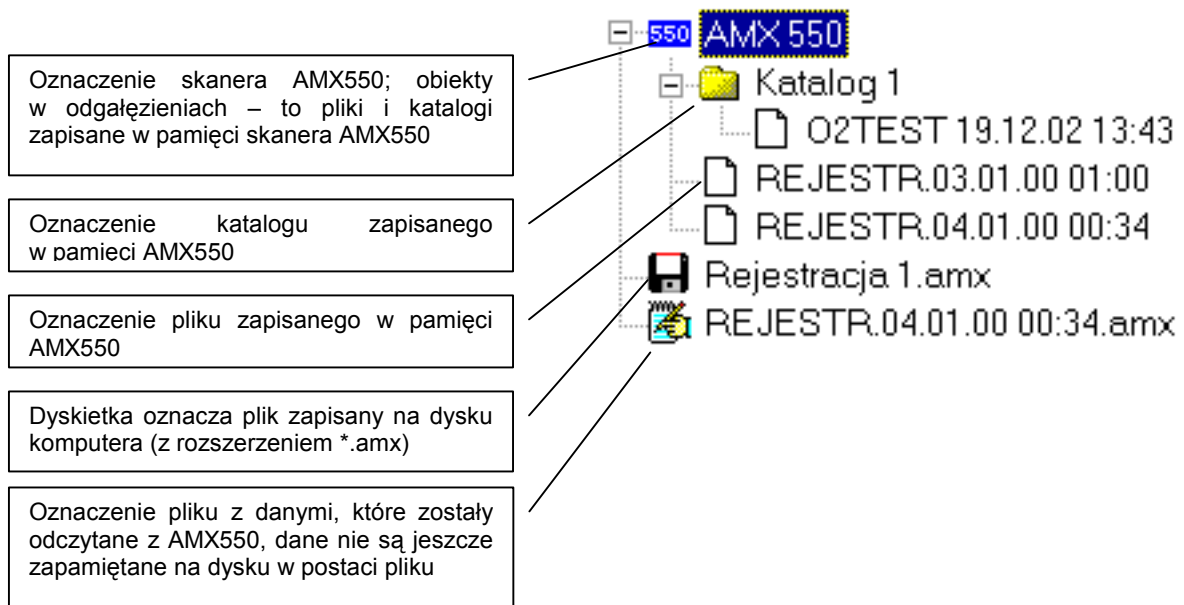 Oznaczenie skanera AMX550; obiekty
w odgałęzieniach – to pliki i katalogi
zapisane w pamięci skanera AMX550
Oznaczenie katalogu zapisanego
w pamieci AMX550
Oznaczenie pliku zapisanego w pamięci
AMX550
Dyskietka oznacza plik zapisany na dysku
komputera (z rozszerzeniem *.amx)
Oznaczenie pliku z danymi, które zostały
odczytane z AMX550, dane nie są jeszcze
zapamiętane na dysku w postaci pliku
550 AMX 550
Katalog 1
O2TEST 19.12.02 13:43
REJESTR.03.01.00 01:00
REJESTR.04.01.00 00:34
Rejestracja 1.amx
REJESTR.04.01.00 00:34.amx